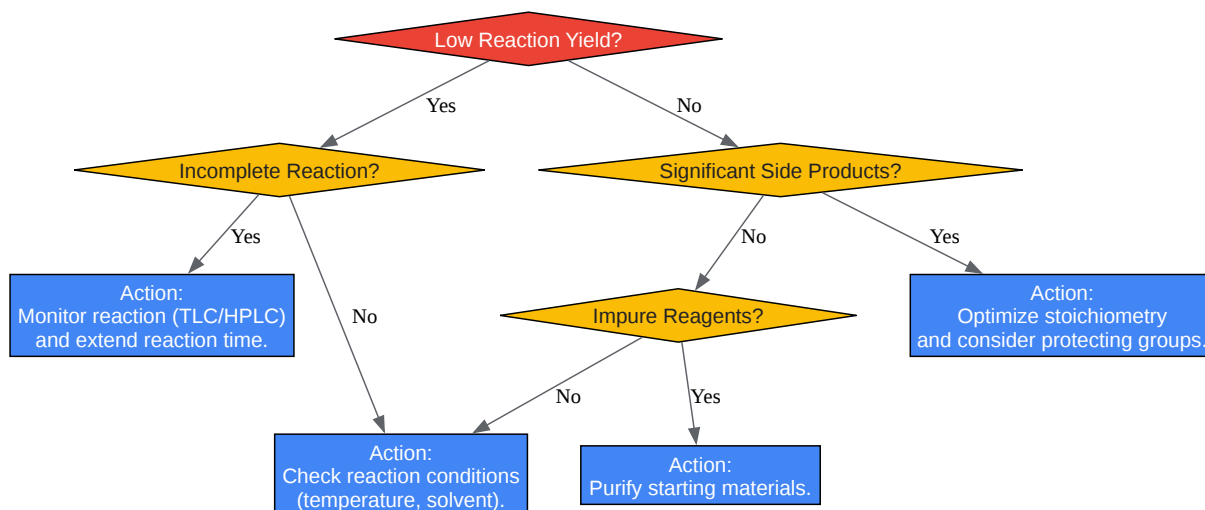 Low Reaction Yield?
Yes
No
Incomplete Reaction?
Significant Side Products?
Yes
No
Yes
Action:
Monitor reaction (TLC/HPLC)
and extend reaction time.
No
Impure Reagents?
Action:
Optimize stoichiometry
and consider protecting groups.
No
Yes
Action:
Check reaction conditions
(temperature, solvent).
Action:
Purify starting materials.